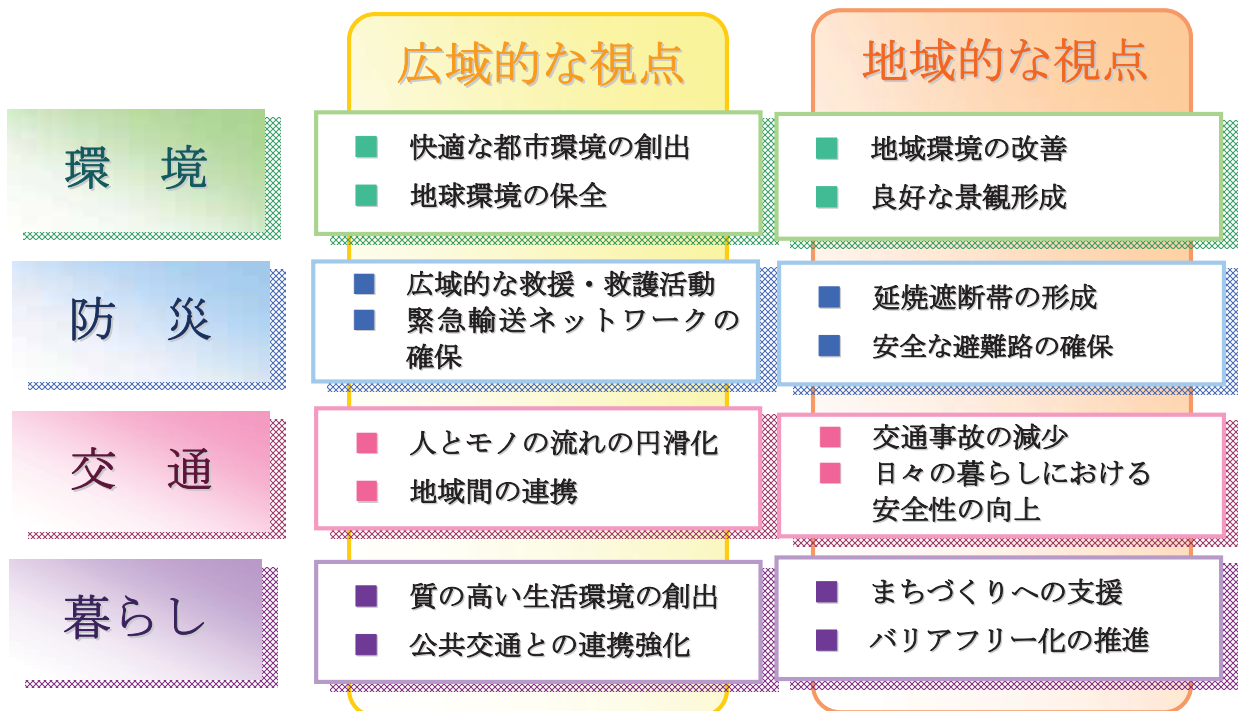 広域的な視点
地域的な視点
環　境
■ 快適な都市環境の創出
■ 地球環境の保全
■ 地域環境の改善
■ 良好な景観形成
防　災
■ 広域的な救援・救護活動
■ 緊急輸送ネットワークの
確保
■ 延焼遮断帯の形成
■ 安全な避難路の確保
交　通
■ 人とモノの流れの円滑化
■ 地域間の連携
■ 交通事故の減少
■ 日々の暮らしにおける
安全性の向上
暮らし
■ 質の高い生活環境の創出
■ 公共交通との連携強化
■ まちづくりへの支援
■ バリアフリー化の推進